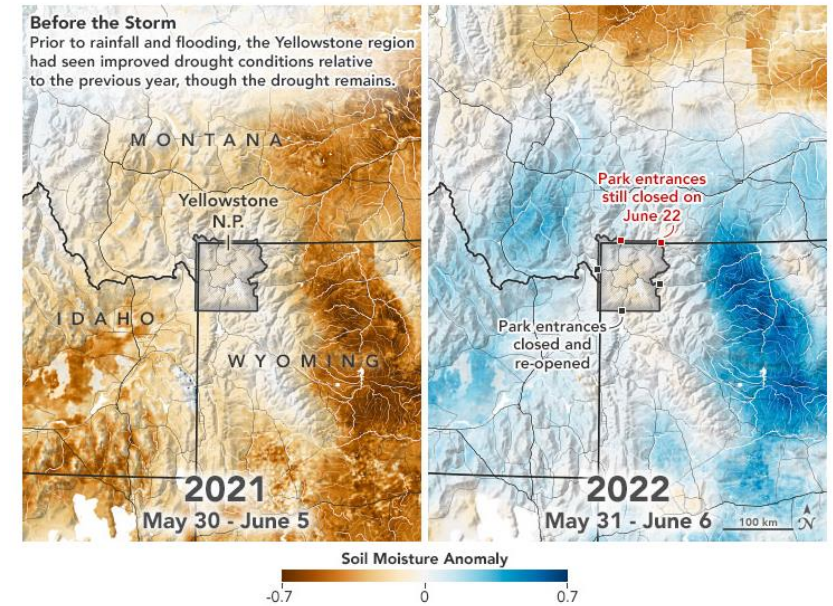 Before the Storm
Prior to rainfall and flooding, the Yellowstone region
had seen improved drought conditions relative
to the previous year, though the drought remains.
MONTANA
Yellowstone
N.P.
IDAHO
WYOMING
2021
May 30 - June 5
Park entrances
still closed on
June 22
Park entrances
closed and
re-opened
2022
May 31 - June 6
100 km
N
Soil Moisture Anomaly
-0.7
0
0.7